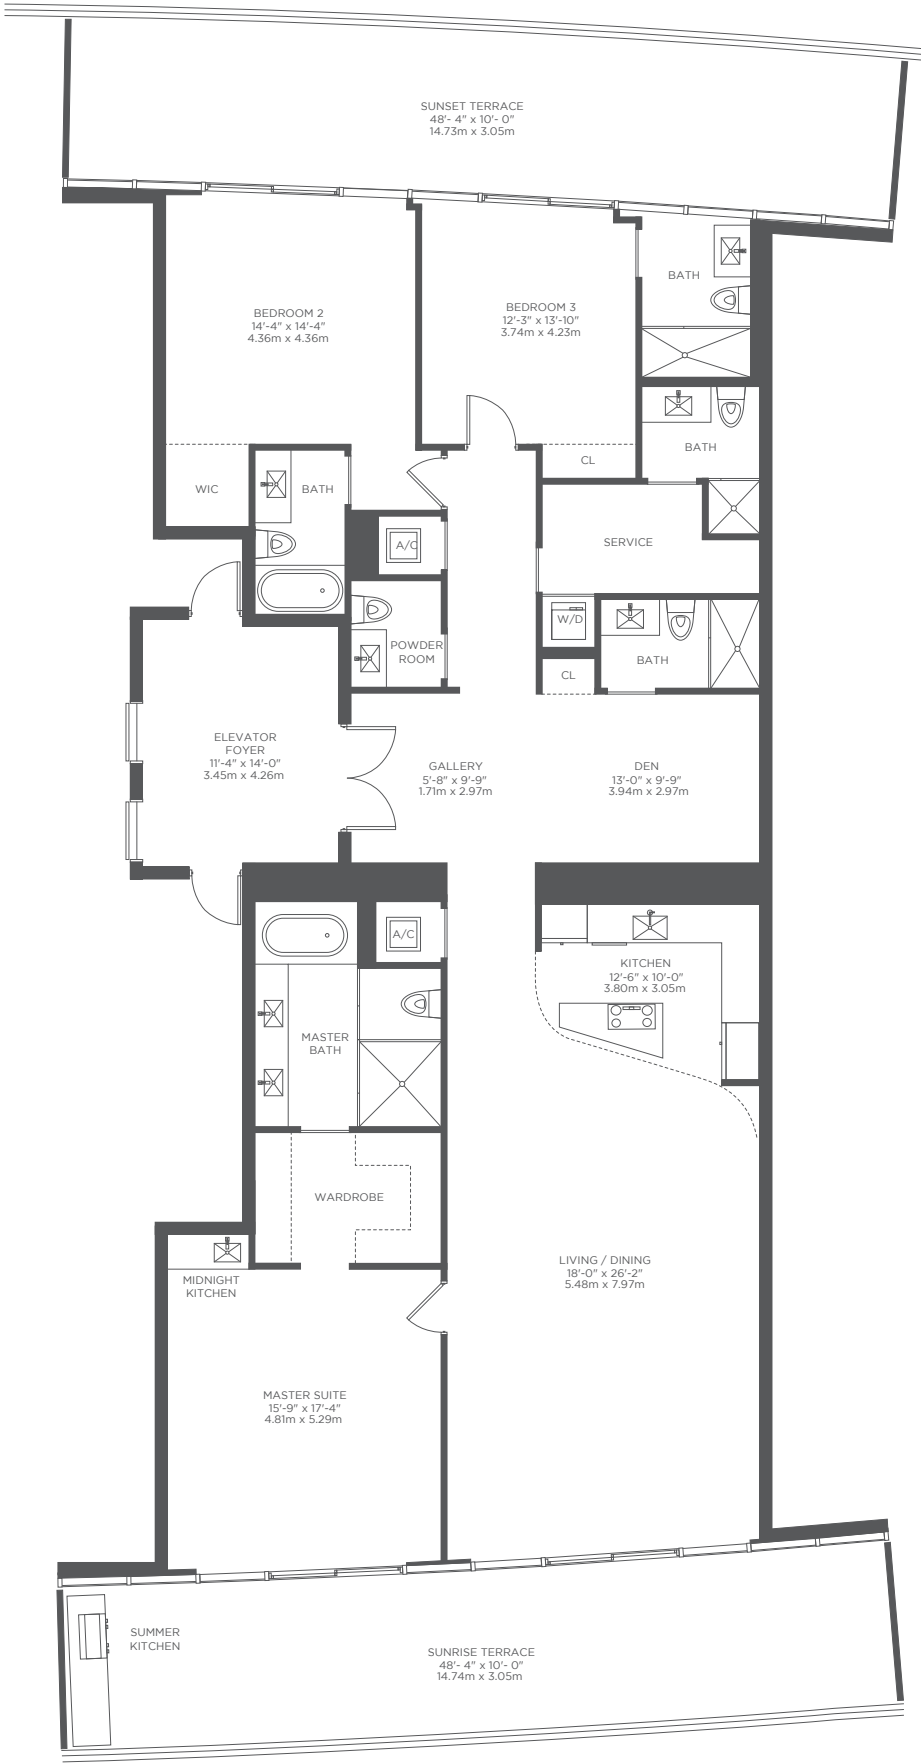 SUNSET TERRACE
48'- 4" x 10'- 0"
14.73m x 3.05m
BATH
BEDROOM 2
14'-4" x 14'-4"
4.36m x 4.36m
BEDROOM 3
12'-3" x 13'-10"
3.74m x 4.23m
BATH
CL
WIC
BATH
A/C
SERVICE
W/D
POWDER
ROOM
BATH
CL
ELEVATOR
FOYER
11'-4" x 14'-0"
3.45m x 4.26m
GALLERY
5'-8" x 9'-9"
1.71m x 2.97m
DEN
13'-0" x 9'-9"
3.94m x 2.97m
A/C
KITCHEN
12'-6" x 10'-0"
3.80m x 3.05m
MASTER
BATH
WARDROBE
MIDNIGHT
KITCHEN
LIVING / DINING
18'-0" x 26'-2"
5.48m x 7.97m
MASTER SUITE
15'-9" x 17'-4"
4.81m x 5.29m
SUMMER
KITCHEN
SUNRISE TERRACE
48'- 4" x 10'- 0"
14.74m x 3.05m